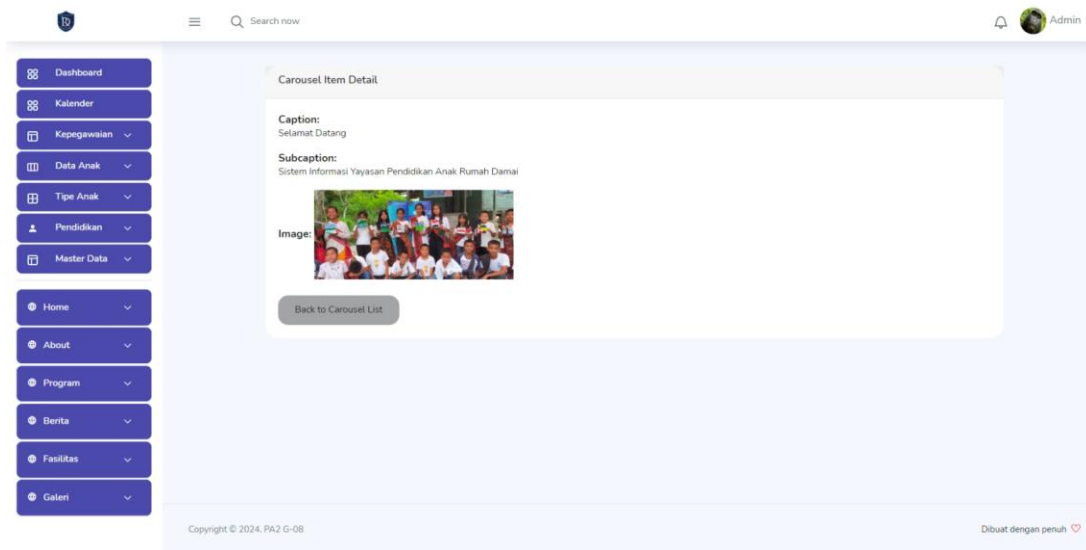 Search now
Admin
Dashboard
Kalender
Kepegawaian
Data Anak
Tipe Anak
Pendidikan
Master Data
Home
About
Program
Berita
Fasilitas
Galeri
Carousel Item Detail
Caption:
Selamat Datang
Subcaption:
Sistem Informasi Yayasan Pendidikan Anak Rumah Damai
Image:
Back to Carousel List
Copyright © 2024. PA2 G-08
Dibuat dengan penuh